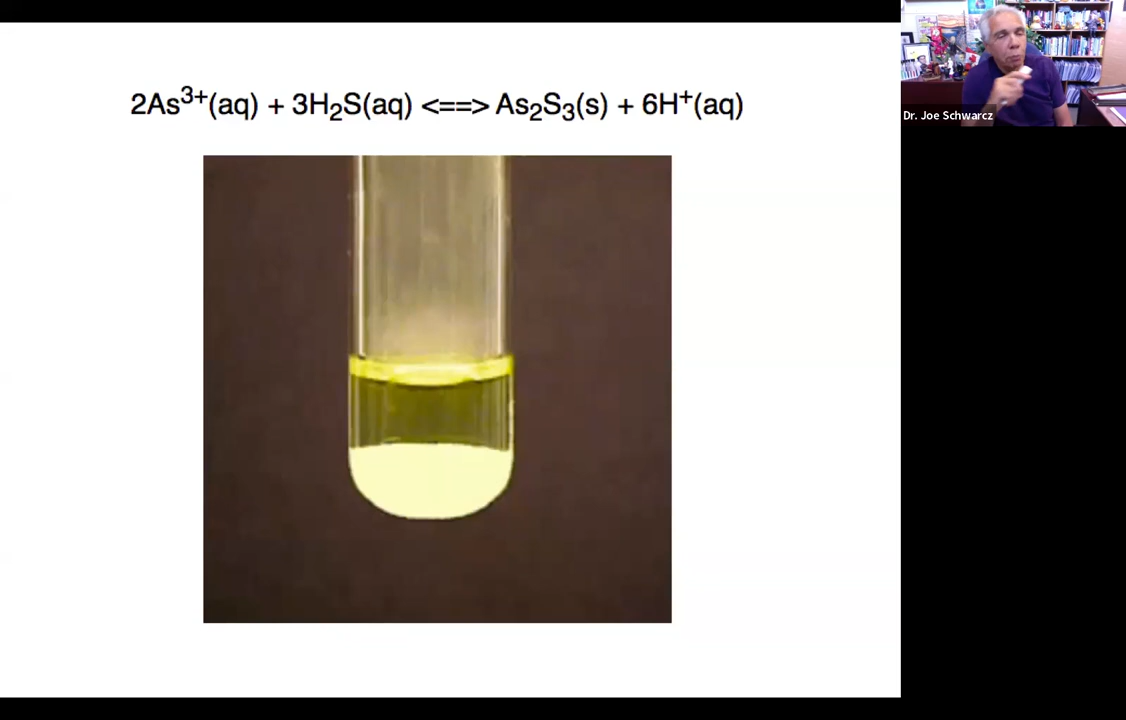 2As³⁺(aq) + 3H₂S(aq) <==> As₂S₃(s) + 6H⁺(aq)
Dr. Joe Schwarcz